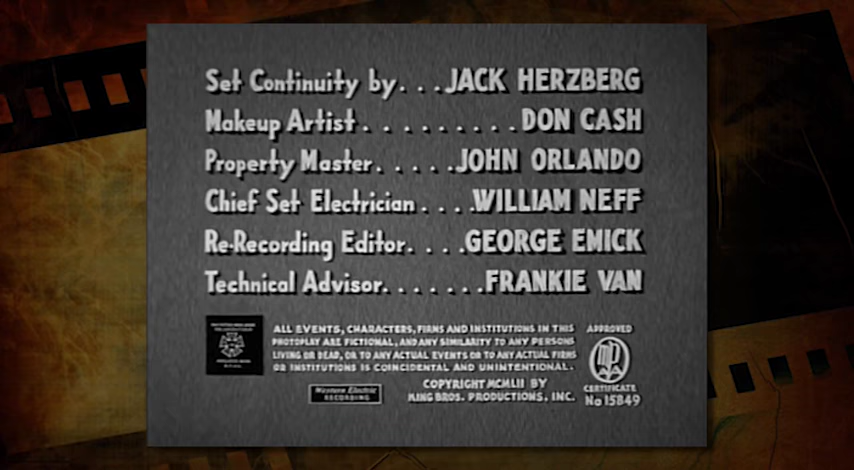 Set Continuity by. . . JACK HERZBERG
Makeup Artist . . . . . . . . . DON CASH
Property Master. . . . . JOHN ORLANDO
Chief Set Electrician . . . . WILLIAM NEFF
Re-Recording Editor. . . . GEORGE EMICK
Technical Advisor. . . . . . . FRANKIE VAN
ALL EVENTS, CHARACTERS, FIRMS AND INSTITUTIONS IN THIS
PHOTOPLAY ARE FICTIONAL, AND ANY SIMILARITY TO ANY PERSONS
LIVING OR DEAD, OR TO ANY ACTUAL EVENTS OR TO ANY ACTUAL FIRMS
OR INSTITUTIONS IS COINCIDENTAL AND UNINTENTIONAL.
Western Electric
RECORDING
COPYRIGHT MCMLII BY
KING BROS. PRODUCTIONS, INC.
APPROVED
CERTIFICATE
No 15849